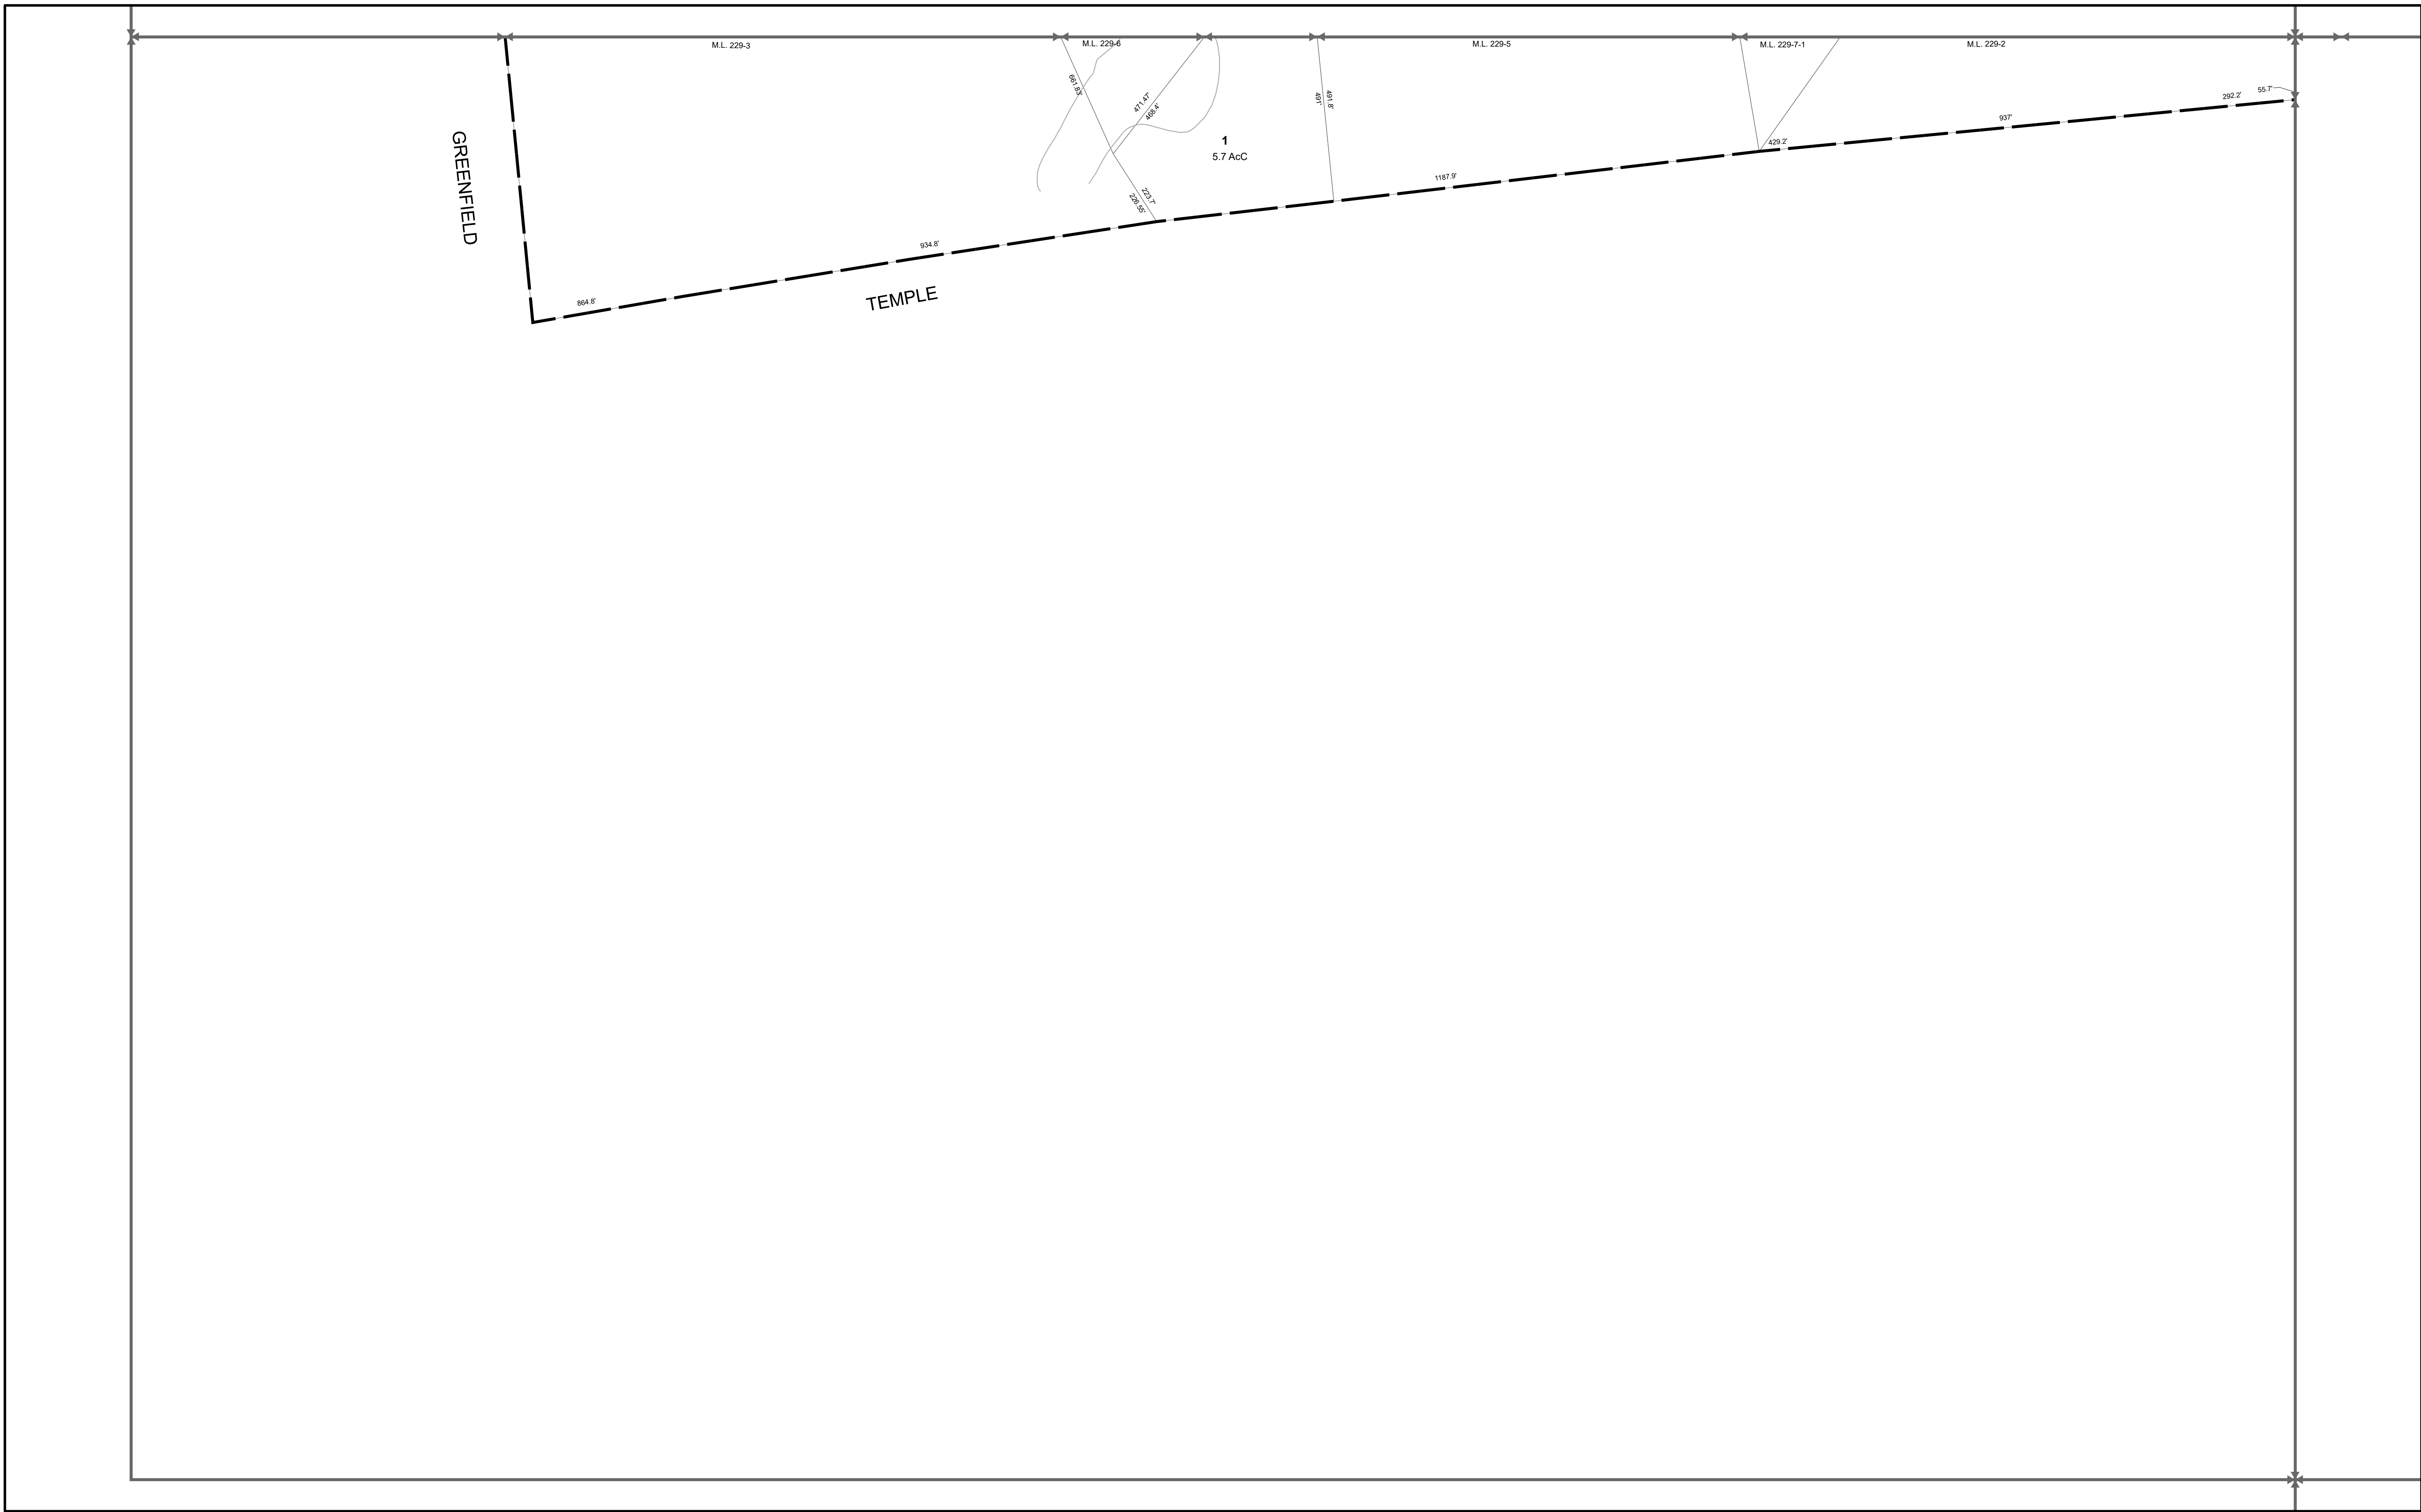 M.L. 229-3
M.L. 229-6
M.L. 229-5
M.L. 229-7-1
M.L. 229-2
661.83'
471.47'
468.4'
491'
491.8'
55.7'
292.2'
937'
429.2'
GREENFIELD
1
5.7 AcC
1187.9'
223.7'
226.55'
934.8'
864.8'
TEMPLE